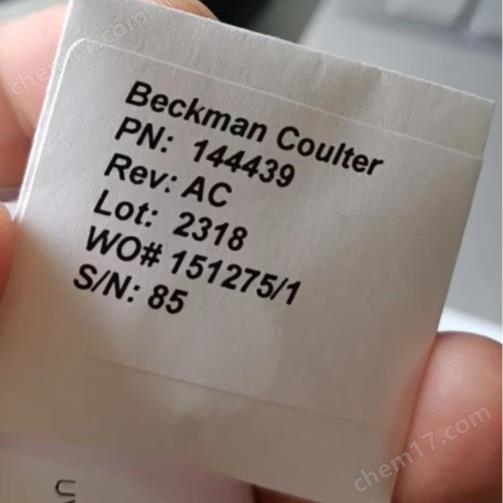 Beckman Coulter
PN: 144439
Rev: AC
Lot: 2318
WO# 151275/1
S/N: 85
chem17.com